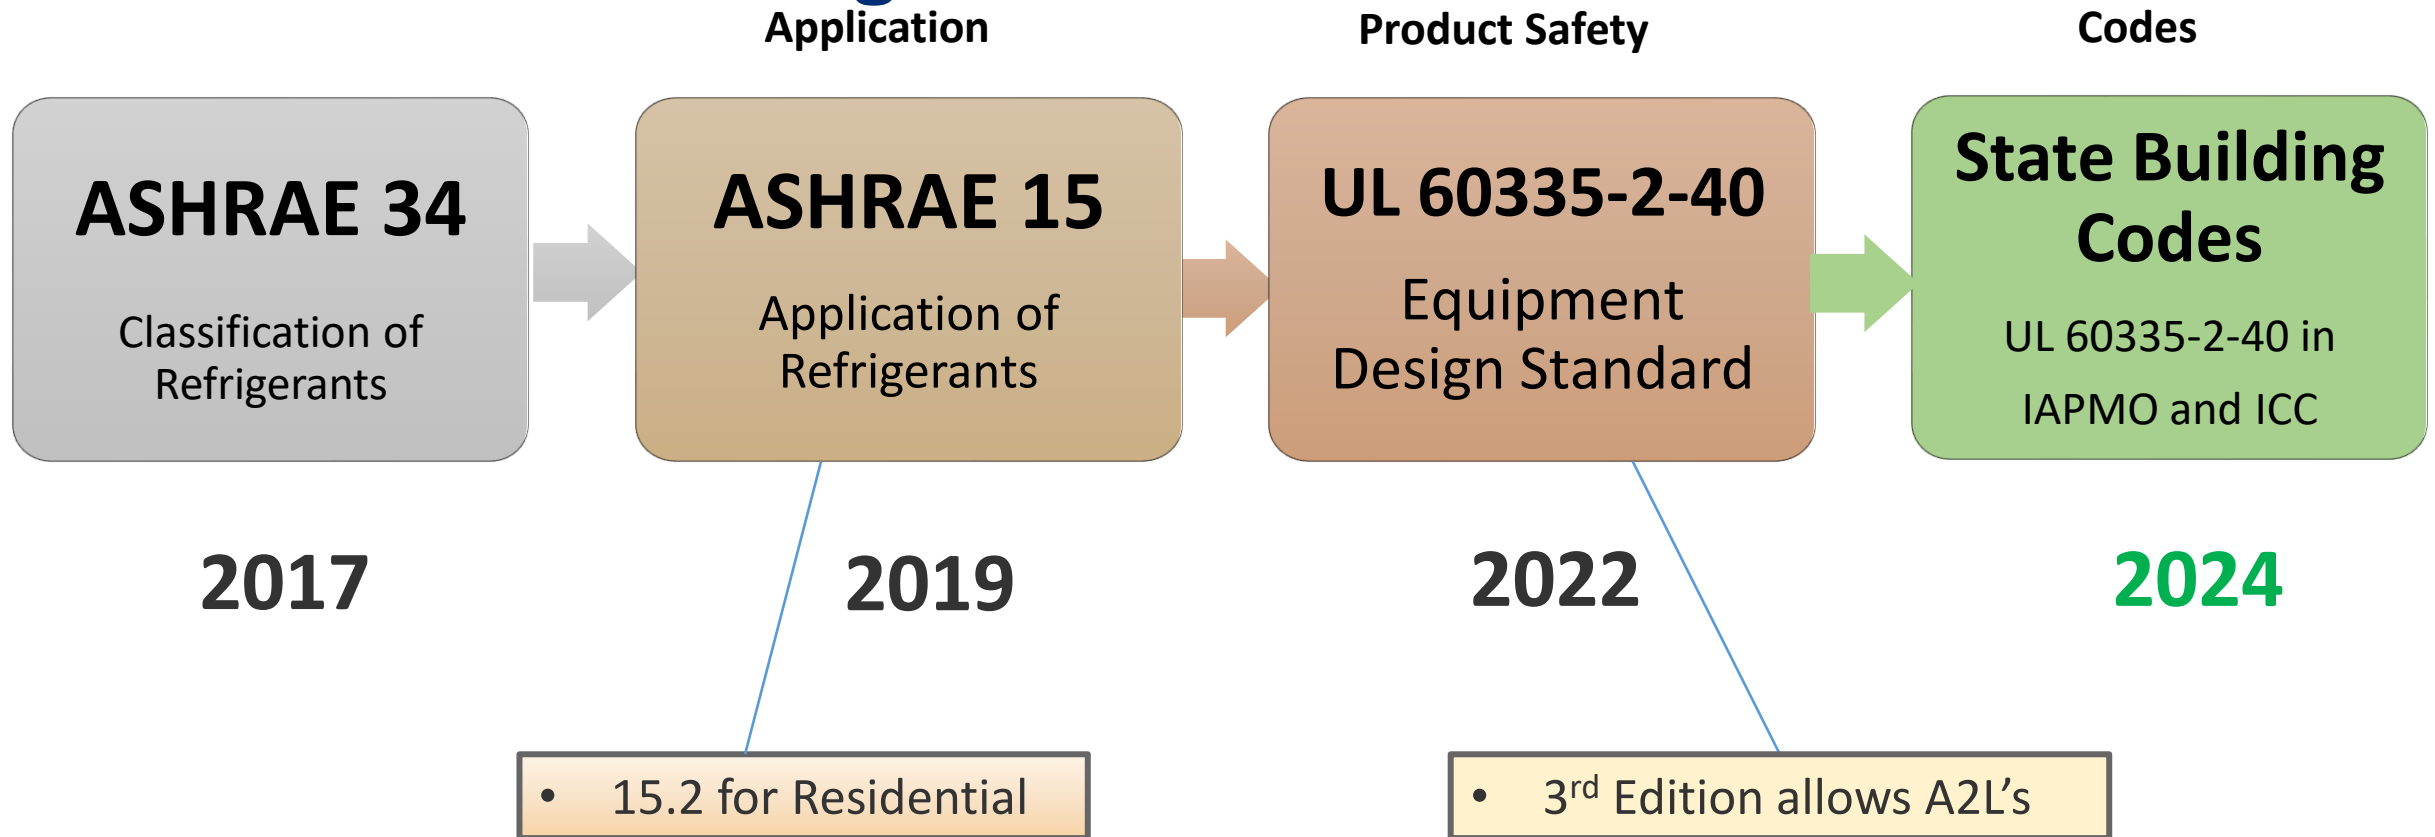 Application
Product Safety
Codes
ASHRAE 34
Classification of
Refrigerants
ASHRAE 15
Application of
Refrigerants
UL 60335-2-40
Equipment
Design Standard
State Building
Codes
UL 60335-2-40 in
IAPMO and ICC
2017
2019
2022
2024
• 15.2 for Residential
• 3rd Edition allows A2L’s